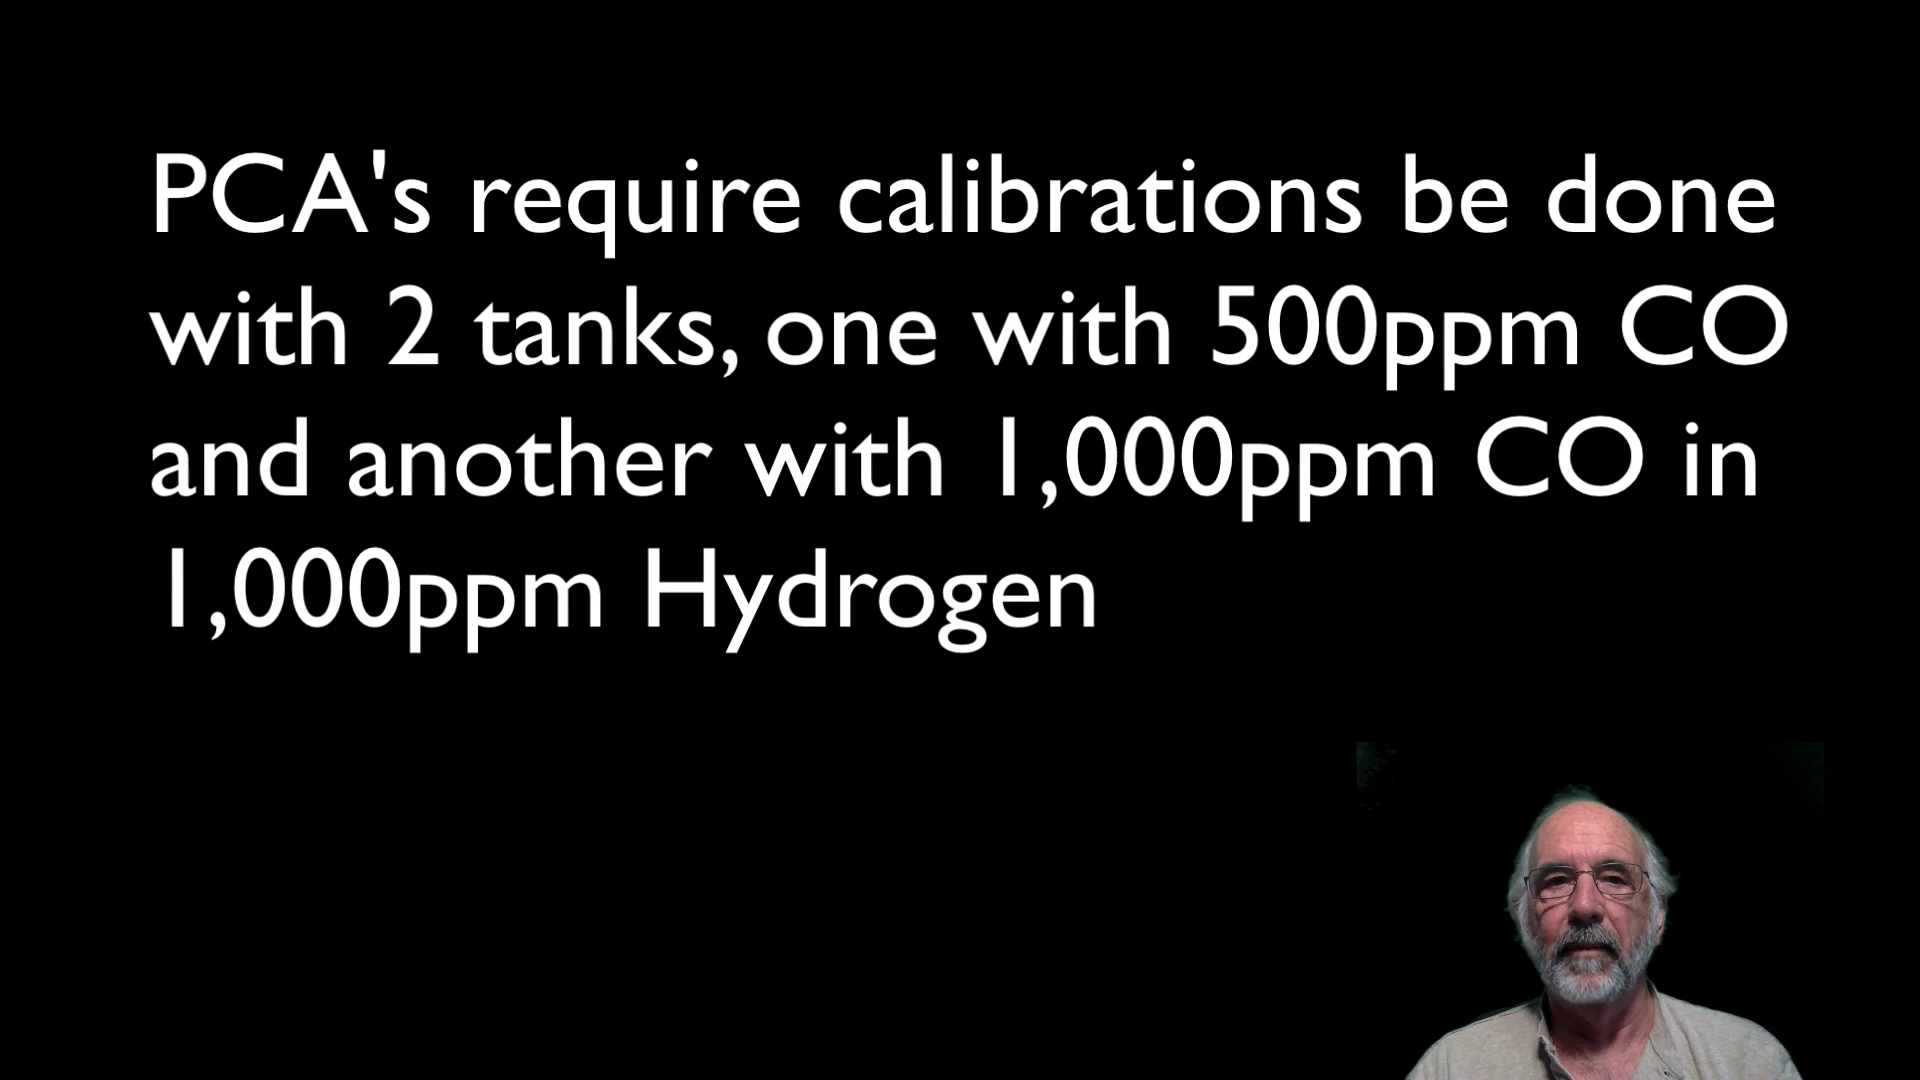 PCA's require calibrations be done
with 2 tanks, one with 500ppm CO
and another with 1,000ppm CO in
1,000ppm Hydrogen